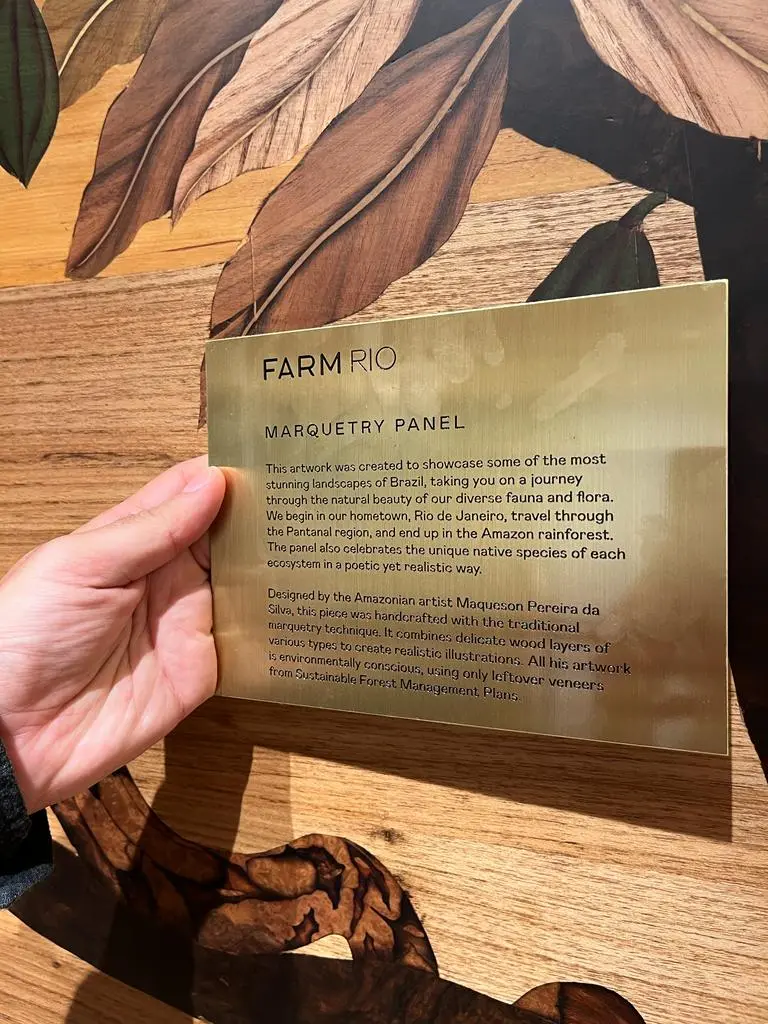 FARM RIO
MARQUETRY PANEL
This artwork was created to showcase some of the most
stunning landscapes of Brazil, taking you on a journey
through the natural beauty of our diverse fauna and flora.
We begin in our hometown, Rio de Janeiro, travel through
the Pantanal region, and end up in the Amazon rainforest.
The panel also celebrates the unique native species of each
ecosystem in a poetic yet realistic way.
Designed by the Amazonian artist Maqueson Pereira da
Silva, this piece was handcrafted with the traditional
marquetry technique. It combines delicate wood layers of
various types to create realistic illustrations. All his artwork
is environmentally conscious, using only leftover veneers
from Sustainable Forest Management Plans.